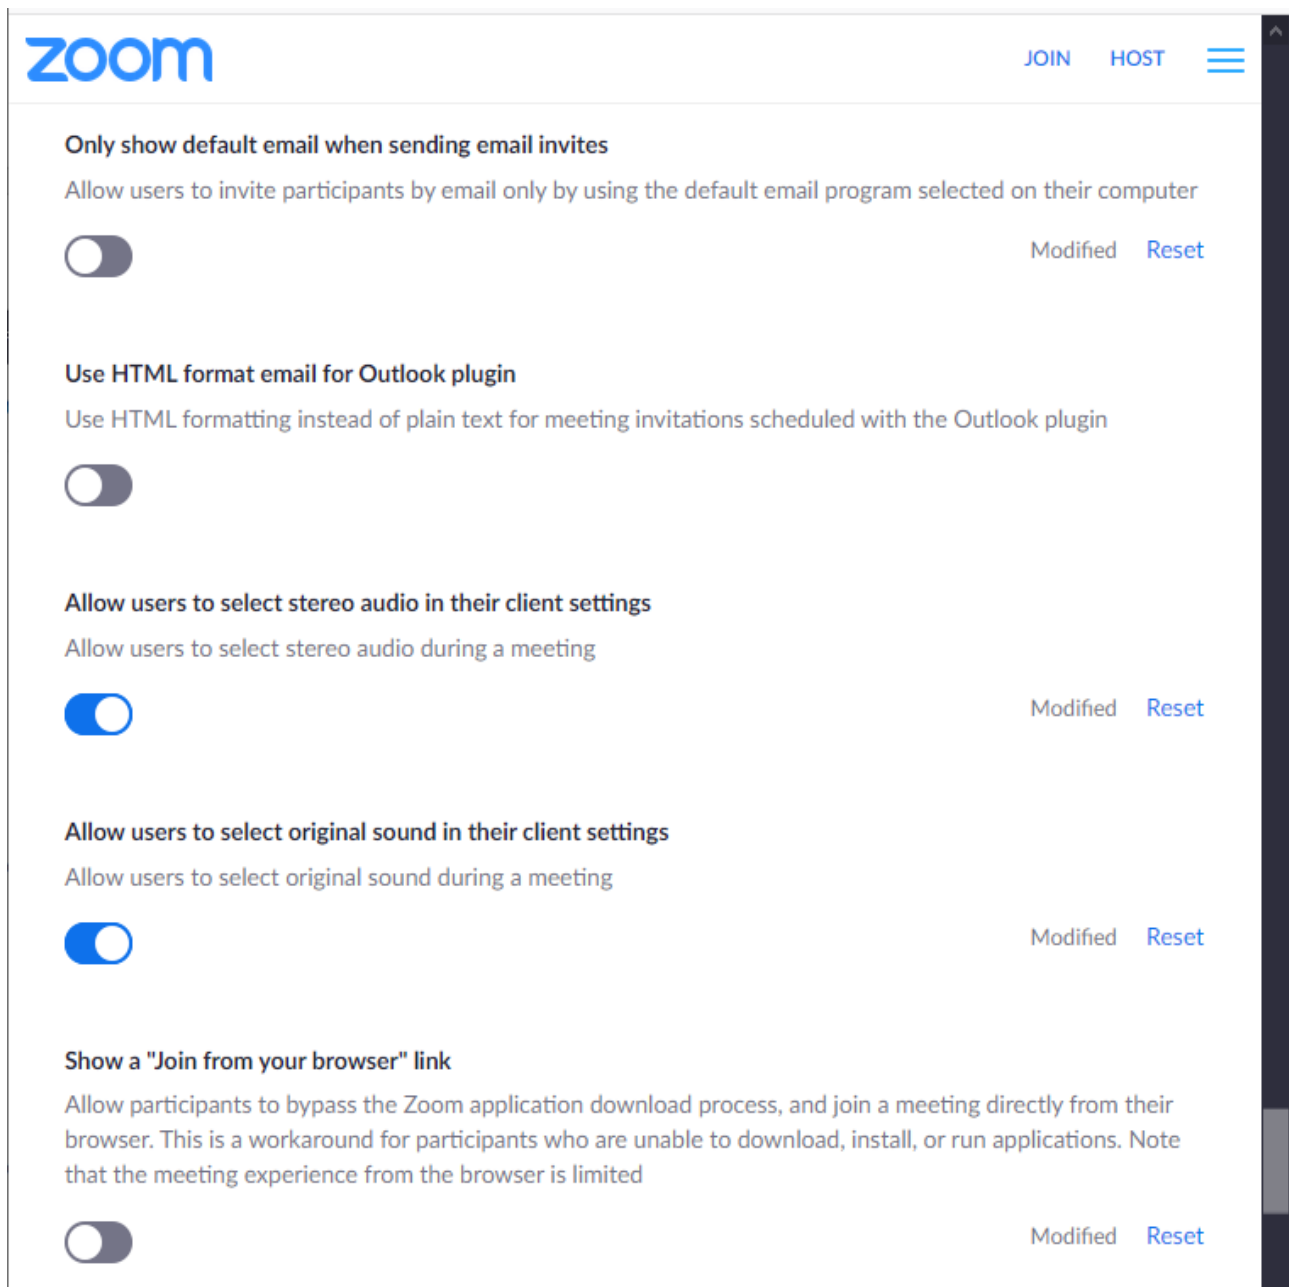 zoom
JOIN HOST
Only show default email when sending email invites
Allow users to invite participants by email only by using the default email program selected on their computer
Modified Reset
Use HTML format email for Outlook plugin
Use HTML formatting instead of plain text for meeting invitations scheduled with the Outlook plugin
Allow users to select stereo audio in their client settings
Allow users to select stereo audio during a meeting
Modified Reset
Allow users to select original sound in their client settings
Allow users to select original sound during a meeting
Modified Reset
Show a "Join from your browser" link
Allow participants to bypass the Zoom application download process, and join a meeting directly from their
browser. This is a workaround for participants who are unable to download, install, or run applications. Note
that the meeting experience from the browser is limited
Modified Reset